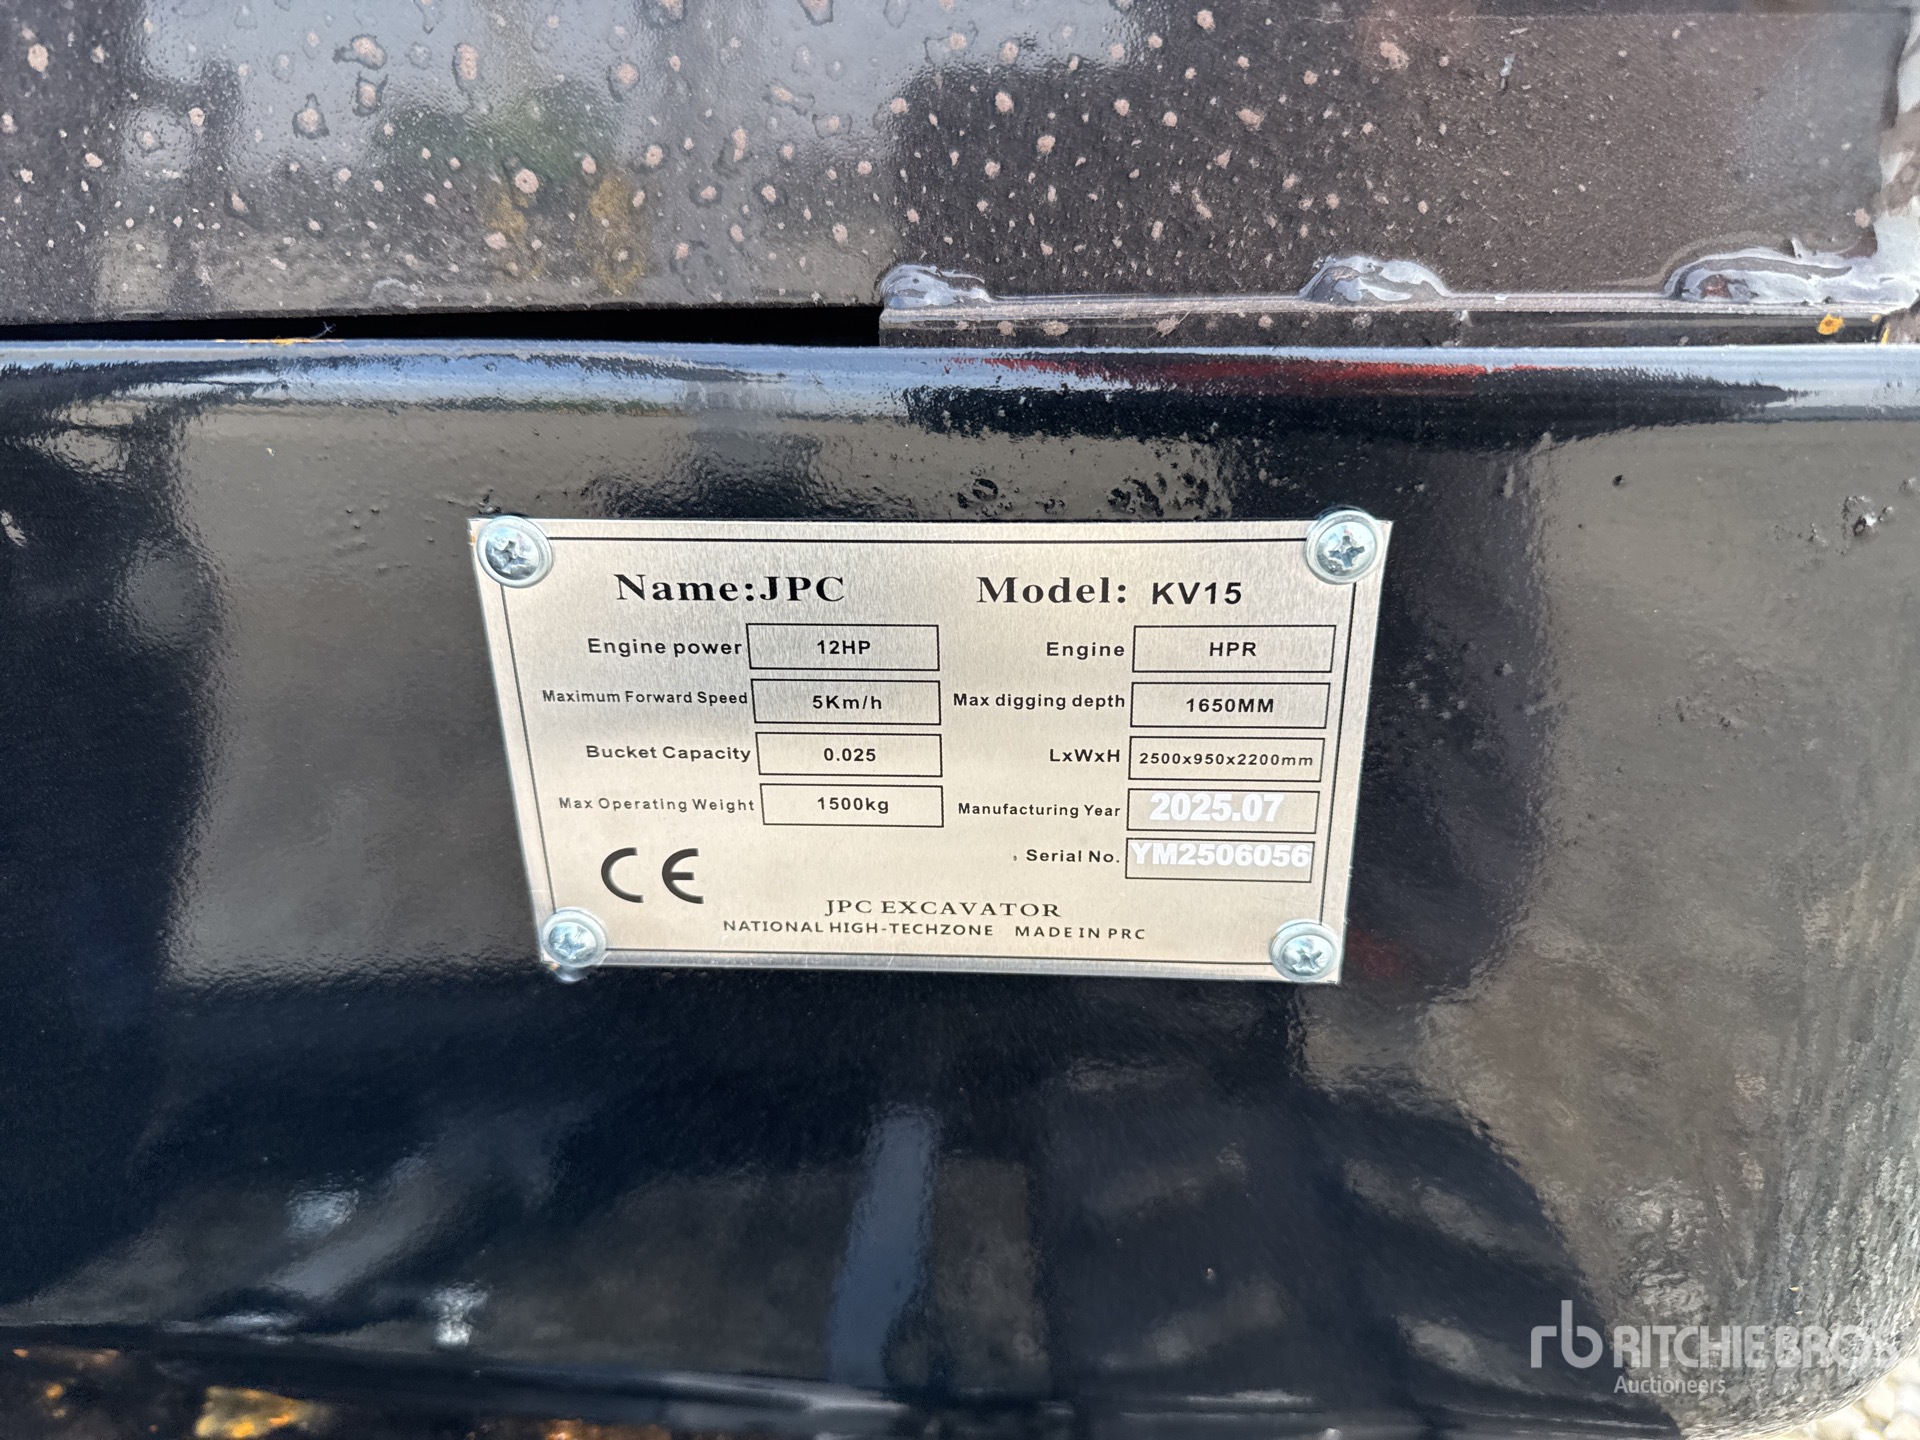 Name:JPC Model: KV15
Engine power 12HP Engine HPR
Maximum Forward Speed 5Km/h Max digging depth 1650MM
Bucket Capacity 0.025 LxWxH 2500x950x2200mm
Max Operating Weight 1500kg Manufacturing Year 2025.07
Serial No. YM2506056
CE
JPC EXCAVATOR
NATIONAL HIGH-TECHZONE MADE IN PRC
rb RITCHIE BROS
Auctioneers